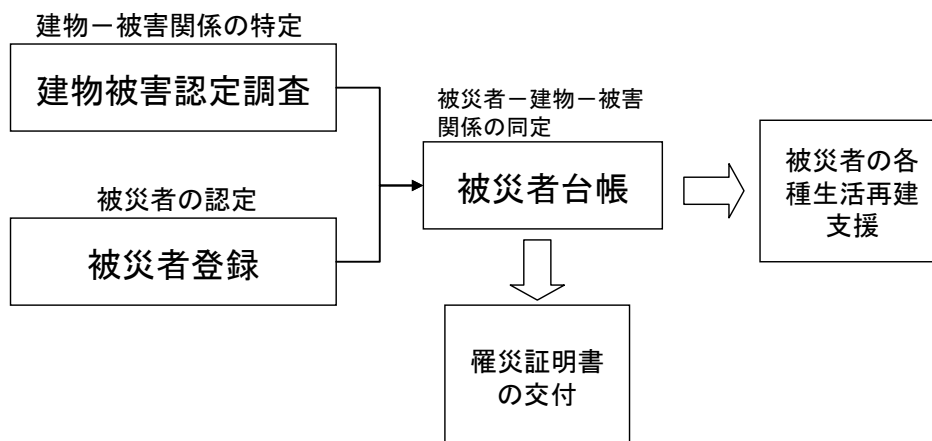 建物－被害関係の特定
建物被害認定調査
被災者の認定
被災者登録
被災者－建物－被害
関係の同定
被災者台帳
被災者の各
種生活再建
支援
罹災証明書
の交付